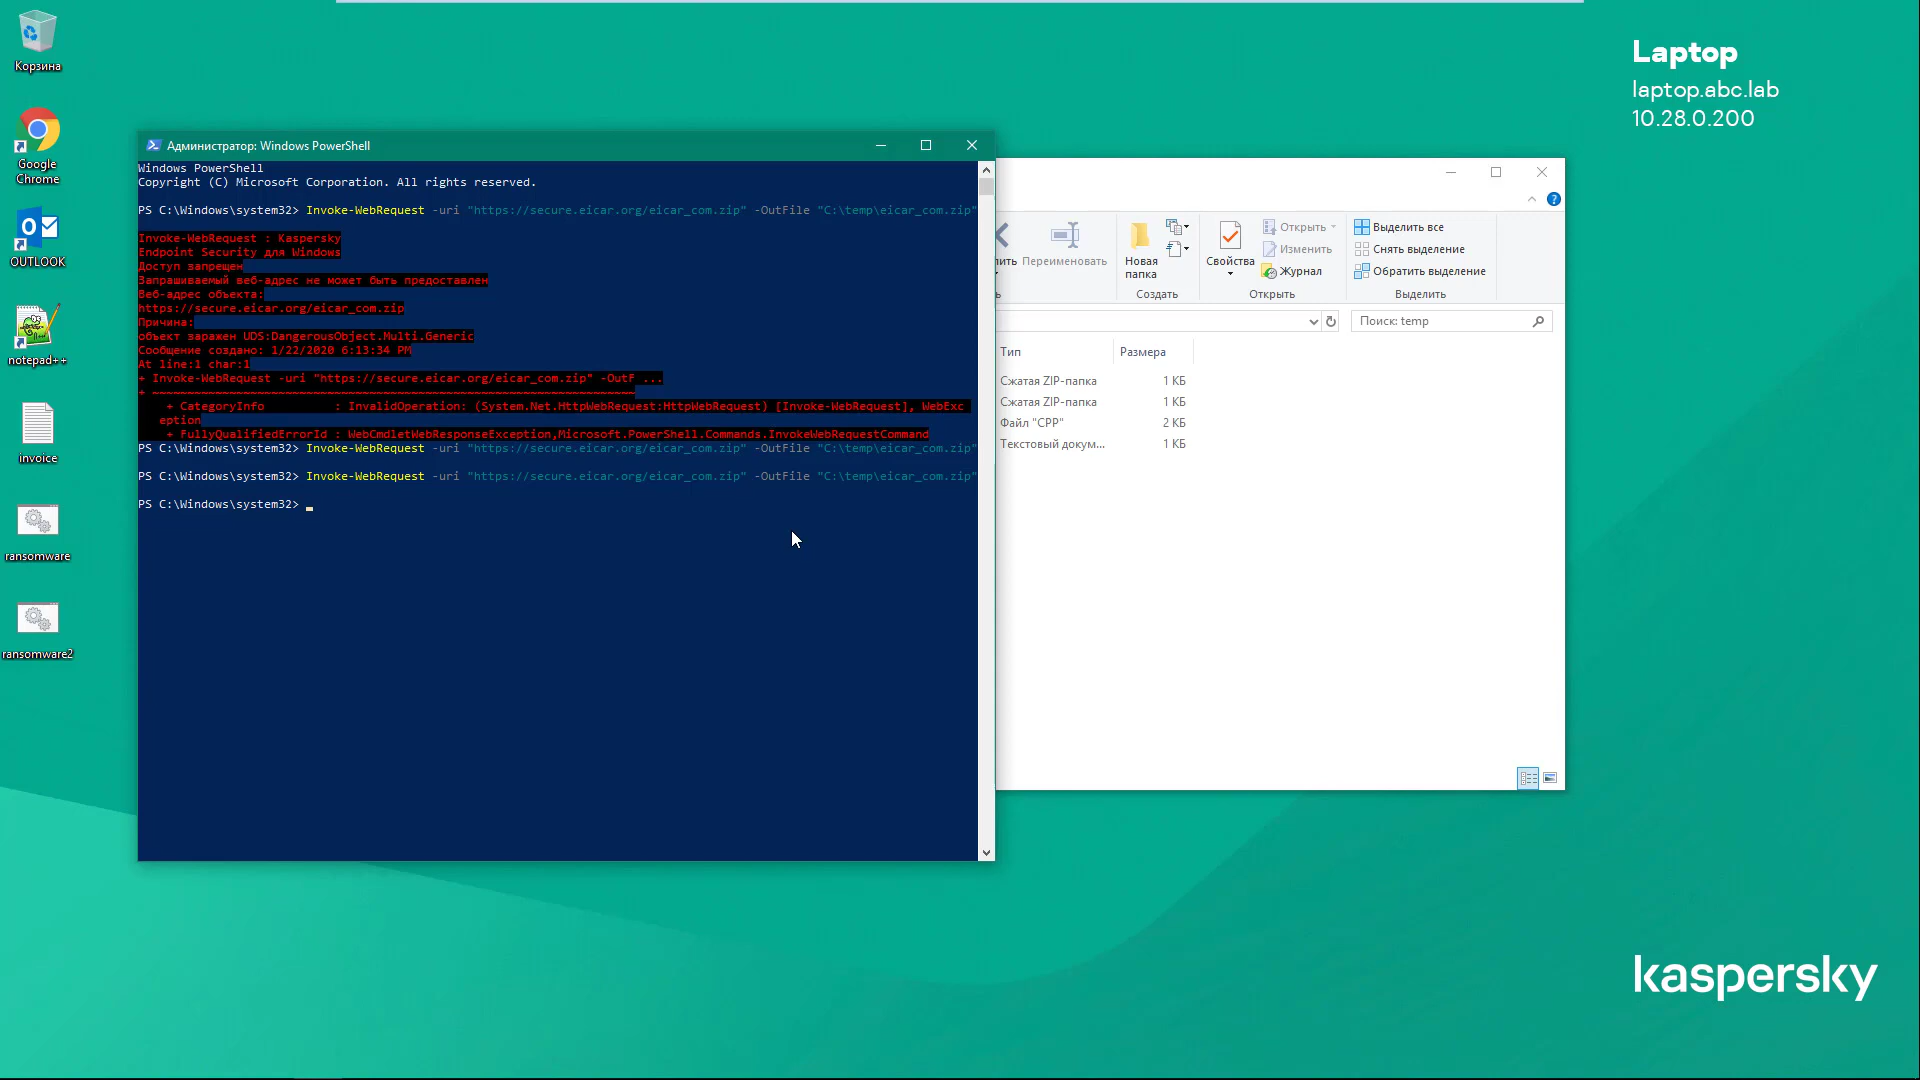 Корзина
Google
Chrome
OUTLOOK
notepad++
invoice
ransomware
ransomware2
Администратор: Windows PowerShell
Windows PowerShell
Copyright (C) Microsoft Corporation. All rights reserved.
PS C:\Windows\system32> Invoke-WebRequest -uri "https://secure.eicar.org/eicar_com.zip" -OutFile "C:\temp\eicar_com.zip"
Invoke-WebRequest : Kaspersky
Endpoint Security для Windows
Доступ запрещен
Запрашиваемый веб-адрес не может быть предоставлен
Веб-адрес объекта:
https://secure.eicar.org/eicar_com.zip
Причина:
объект заражен UDS:DangerousObject.Multi.Generic
Сообщение создано: 1/22/2020 6:13:34 PM
At line:1 char:1
+ Invoke-WebRequest -uri "https://secure.eicar.org/eicar_com.zip" -OutF ...
+ ~~~~~~~~~~~~~~~~~~~~~~~~~~~~~~~~~~~~~~~~~~~~~~~~~~~~~~~~~~~~~~~~~~~~~
+ CategoryInfo : InvalidOperation: (System.Net.HttpWebRequest:HttpWebRequest) [Invoke-WebRequest], WebExc
eption
+ FullyQualifiedErrorId : WebCmdletWebResponseException,Microsoft.PowerShell.Commands.InvokeWebRequestCommand
PS C:\Windows\system32> Invoke-WebRequest -uri "https://secure.eicar.org/eicar_com.zip" -OutFile "C:\temp\eicar_com.zip"
PS C:\Windows\system32> Invoke-WebRequest -uri "https://secure.eicar.org/eicar_com.zip" -OutFile "C:\temp\eicar_com.zip"
PS C:\Windows\system32>
лить
Переименовать
Новая
папка
Создать
Свойства
Открыть
Изменить
Журнал
Открыть
Выделить все
Снять выделение
Обратить выделение
Выделить
Поиск: temp
Тип Размера
Сжатая ZIP-папка 1 КБ
Сжатая ZIP-папка 1 КБ
Файл "CPP" 2 КБ
Текстовый докум... 1 КБ
Laptop
laptop.abc.lab
10.28.0.200
kaspersky